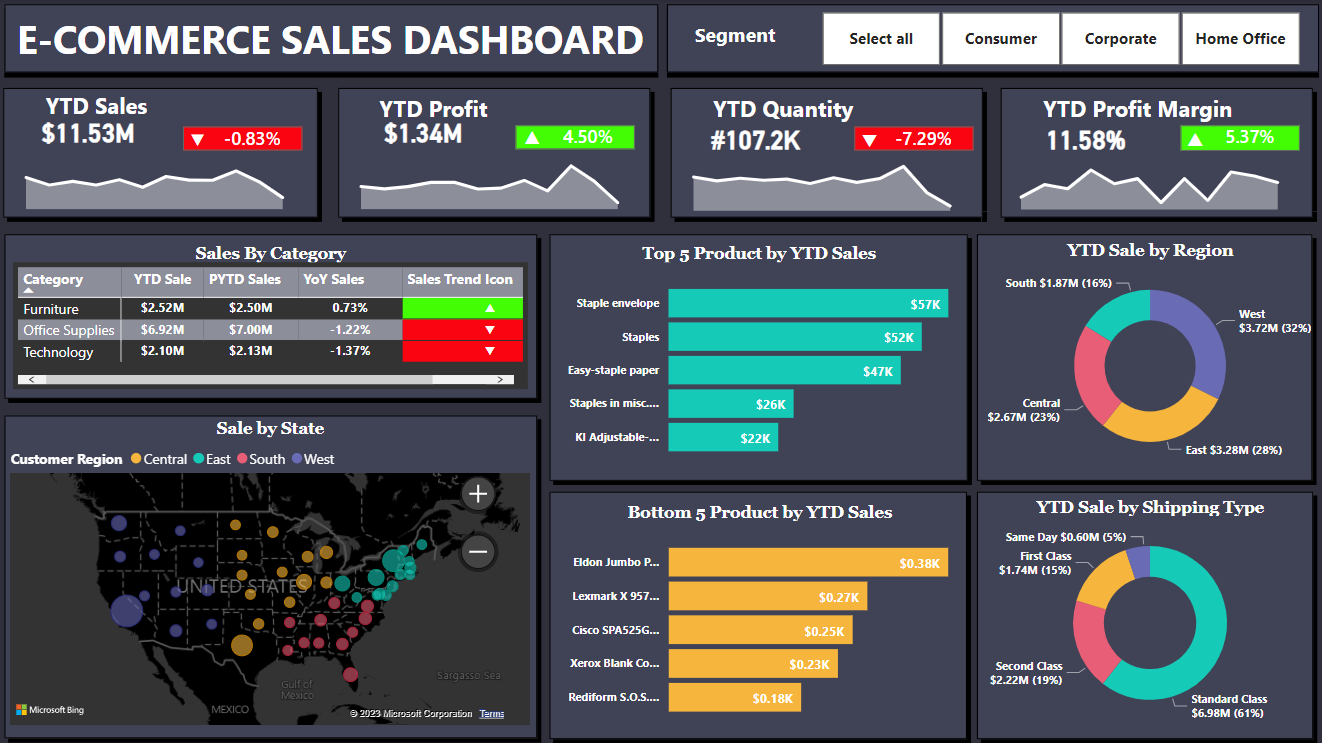 E-COMMERCE SALES DASHBOARD
Segment
Select all
Consumer
Corporate
Home Office
YTD Sales
$11.53M
▼ -0.83%
YTD Profit
$1.34M
▲ 4.50%
YTD Quantity
#107.2K
▼ -7.29%
YTD Profit Margin
11.58%
▲ 5.37%
Sales By Category
Category YTD Sale PYTD Sales YoY Sales Sales Trend Icon
Furniture $2.52M $2.50M 0.73% ▲
Office Supplies $6.92M $7.00M -1.22% ▼
Technology $2.10M $2.13M -1.37% ▼
Sale by State
Customer Region Central East South West
UNITED STATES
Gulf of
Mexico
Sargasso Sea
MEXICO
Microsoft Bing
© 2023 Microsoft Corporation Terms
Top 5 Product by YTD Sales
Staple envelope $57K
Staples $52K
Easy-staple paper $47K
Staples in misc.... $26K
KI Adjustable-... $22K
Bottom 5 Product by YTD Sales
Eldon Jumbo P... $0.38K
Lexmark X 957... $0.27K
Cisco SPA525G... $0.25K
Xerox Blank Co... $0.23K
Rediform S.O.S.... $0.18K
YTD Sale by Region
South $1.87M (16%)
West
$3.72M (32%)
Central
$2.67M (23%)
East $3.28M (28%)
YTD Sale by Shipping Type
Same Day $0.60M (5%)
First Class
$1.74M (15%)
Second Class
$2.22M (19%)
Standard Class
$6.98M (61%)